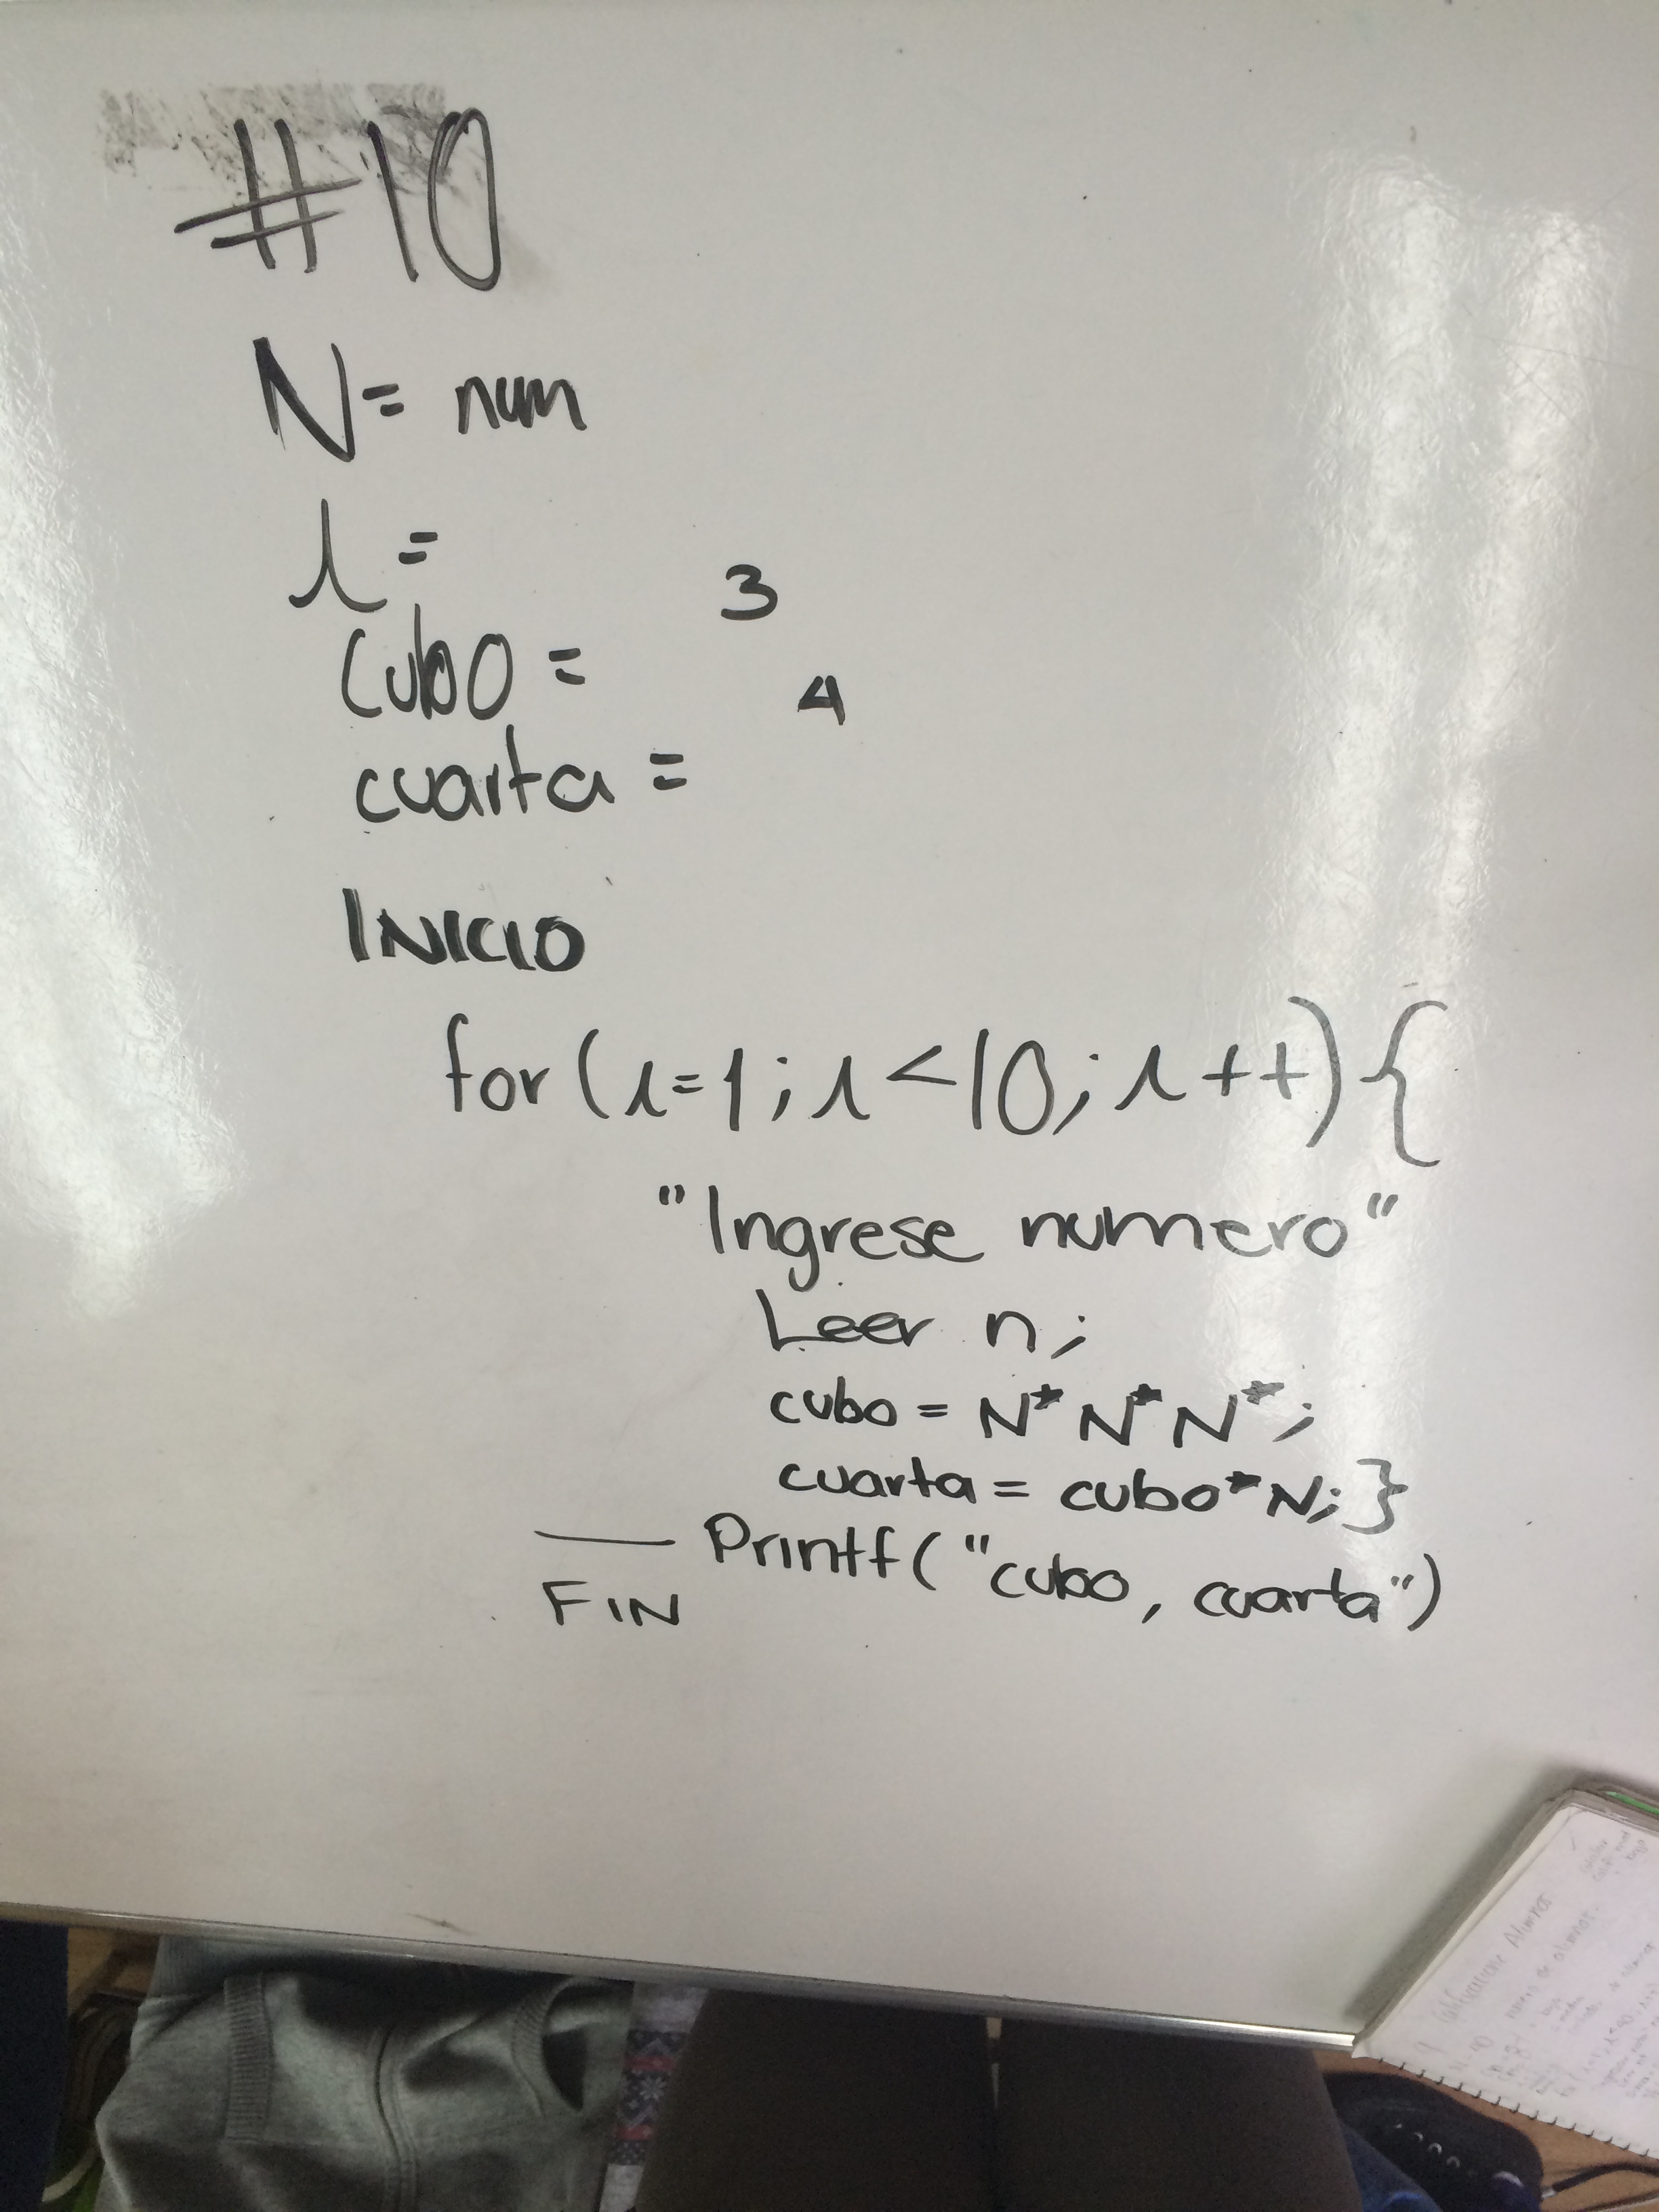 #10
N= num
i=
3
cubo =
4
cuarta =
INICIO
for (i=1; i<10; i++){
"Ingrese numero"
Leer n;
cubo = N* N* N*;
cuarta = cubo*N; }
Printf("cubo, cuarta")
FIN